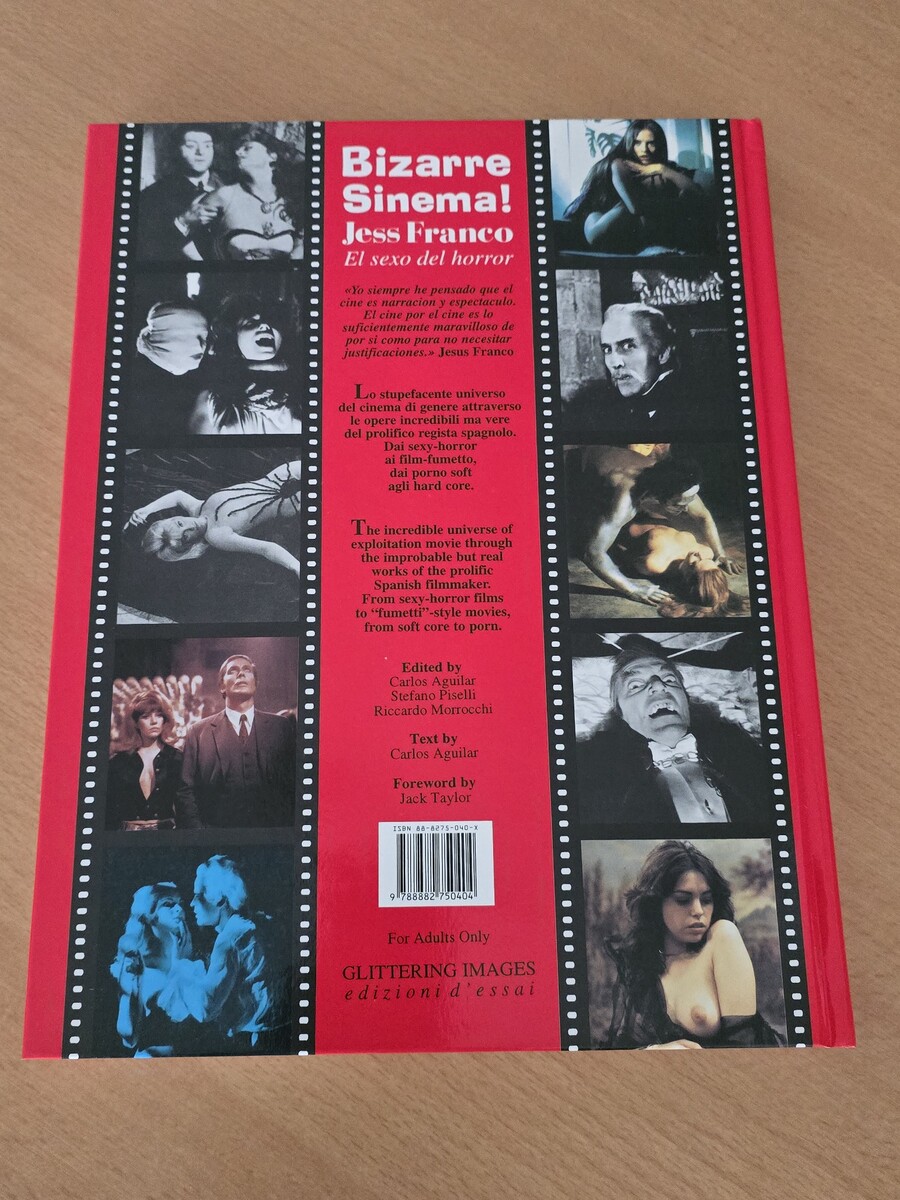 Bizarre
Sinema!
Jess Franco
El sexo del horror
«Yo siempre he pensado que el
cine es narracion y espectaculo.
El cine por el cine es lo
suficientemente maravilloso de
por si como para no necesitar
justificaciones.» Jesus Franco
Lo stupefacente universo
del cinema di genere attraverso
le opere incredibili ma vere
del prolifico regista spagnolo.
Dai sexy-horror
ai film-fumetto,
dai porno soft
agli hard core.
The incredible universe of
exploitation movie through
the improbable but real
works of the prolific
Spanish filmmaker.
From sexy-horror films
to “fumetti”-style movies,
from soft core to porn.
Edited by
Carlos Aguilar
Stefano Piselli
Riccardo Morrocchi
Text by
Carlos Aguilar
Foreword by
Jack Taylor
ISBN 88-8275-040-X
9 788882 750404
For Adults Only
GLITTERING IMAGES
edizioni d'essai